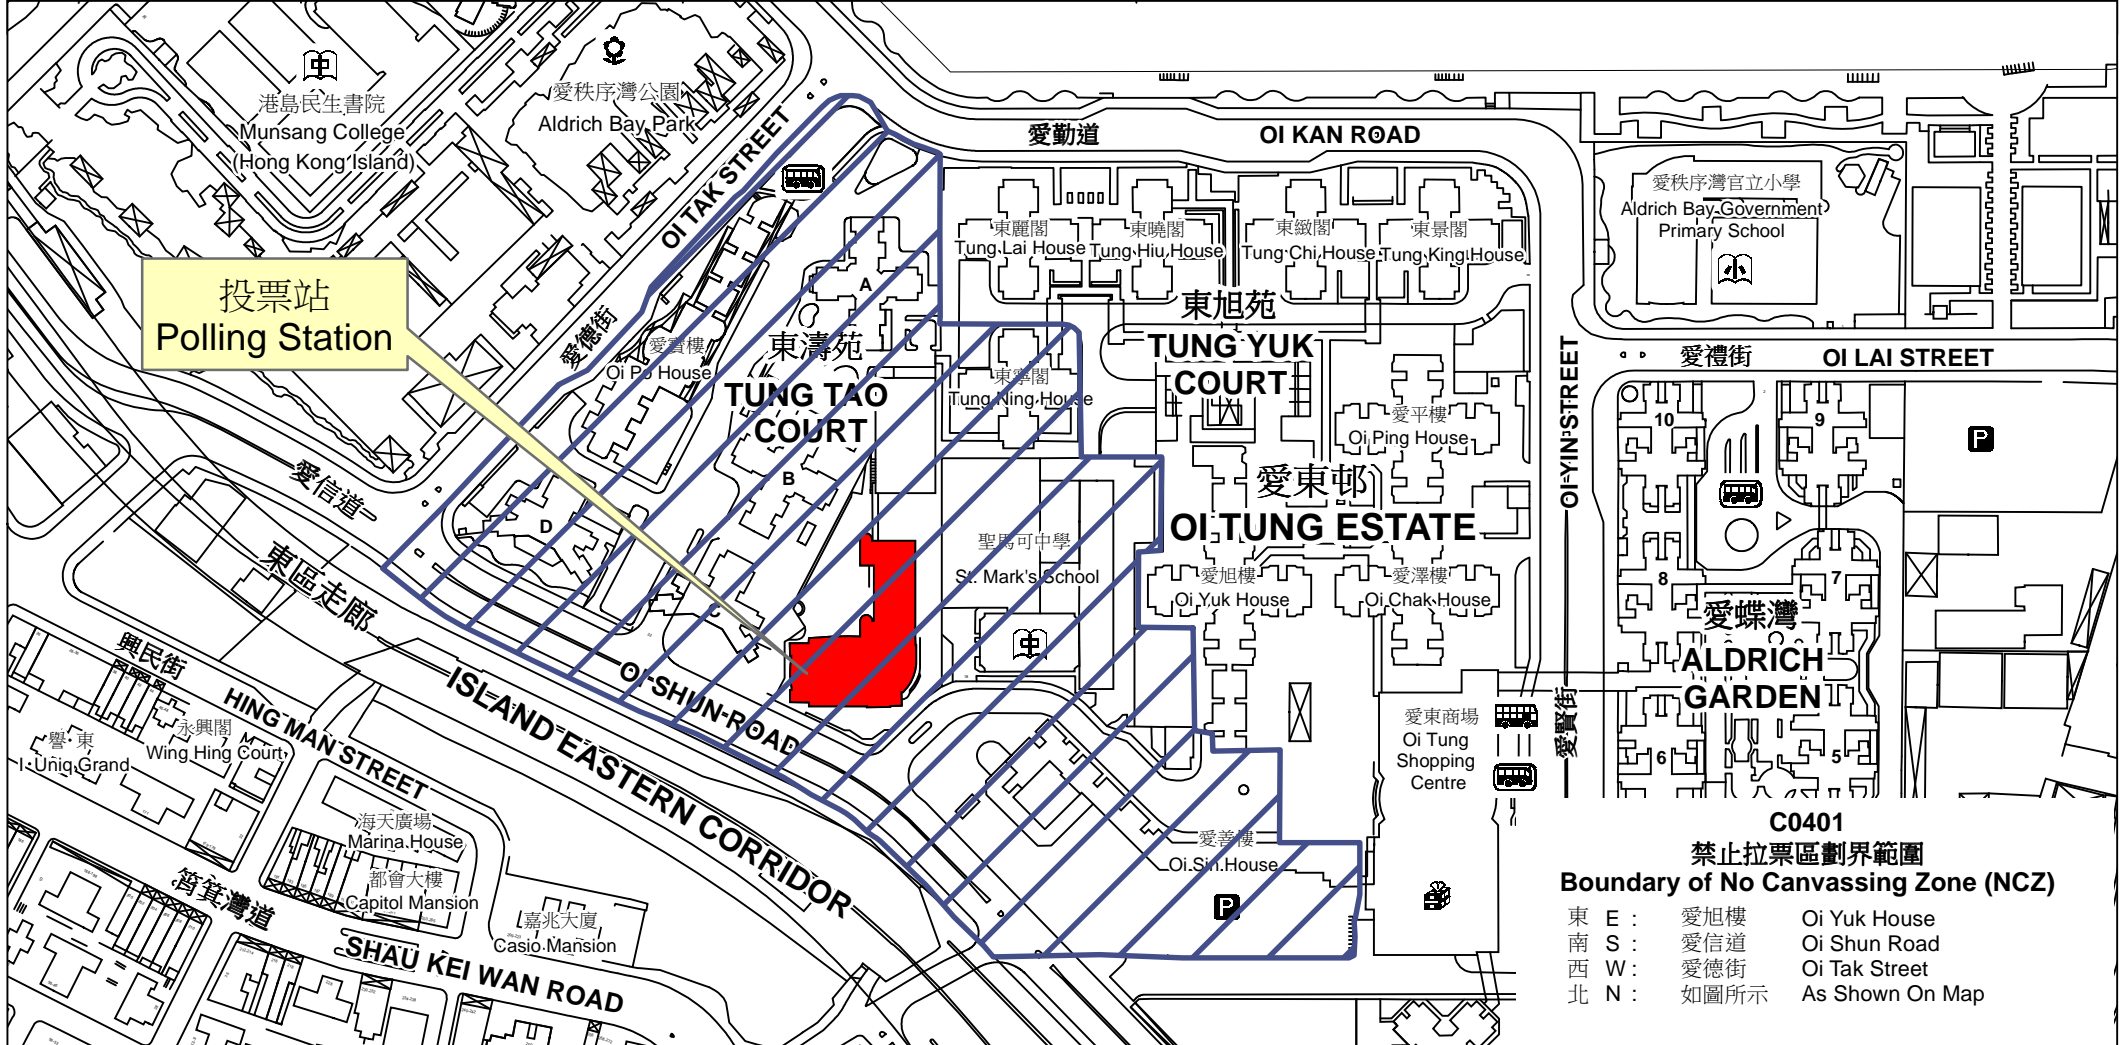 港島民生書院
Munsang College
(Hong Kong Island)
中
愛秩序灣公園
Aldrich Bay Park
愛勤道
OI KAN ROAD
OI TAK STREET
愛德街
投票站
Polling Station
東麗閣
Tung Lai House
東曉閣
Tung Hiu House
東緻閣
Tung Chi House
東景閣
Tung King House
愛秩序灣官立小學
Aldrich Bay Government
Primary School
小
東旭苑
TUNG YUK
COURT
A
東濤苑
TUNG TAO
COURT
B
C
D
愛寶樓
Oi Po House
東寧閣
Tung Ning House
愛平樓
Oi Ping House
OI YIN STREET
愛賢街
愛禮街
OI LAI STREET
10
9
8
7
6
5
P
愛東邨
OI TUNG ESTATE
聖馬可中學
St. Mark's School
中
愛旭樓
Oi Yuk House
愛澤樓
Oi Chak House
愛蝶灣
ALDRICH
GARDEN
愛信道
OI SHUN ROAD
東區走廊
ISLAND EASTERN CORRIDOR
興民街
HING MAN STREET
譽·東
I·Uniq Grand
永興閣
Wing Hing Court
海天廣場
Marina House
都會大樓
Capitol Mansion
嘉兆大廈
Casio Mansion
筲箕灣道
SHAU KEI WAN ROAD
愛東商場
Oi Tung
Shopping
Centre
愛善樓
Oi Sin House
P
C0401
禁止拉票區劃界範圍
Boundary of No Canvassing Zone (NCZ)
東 E : 愛旭樓 Oi Yuk House
南 S : 愛信道 Oi Shun Road
西 W : 愛德街 Oi Tak Street
北 N : 如圖所示 As Shown On Map